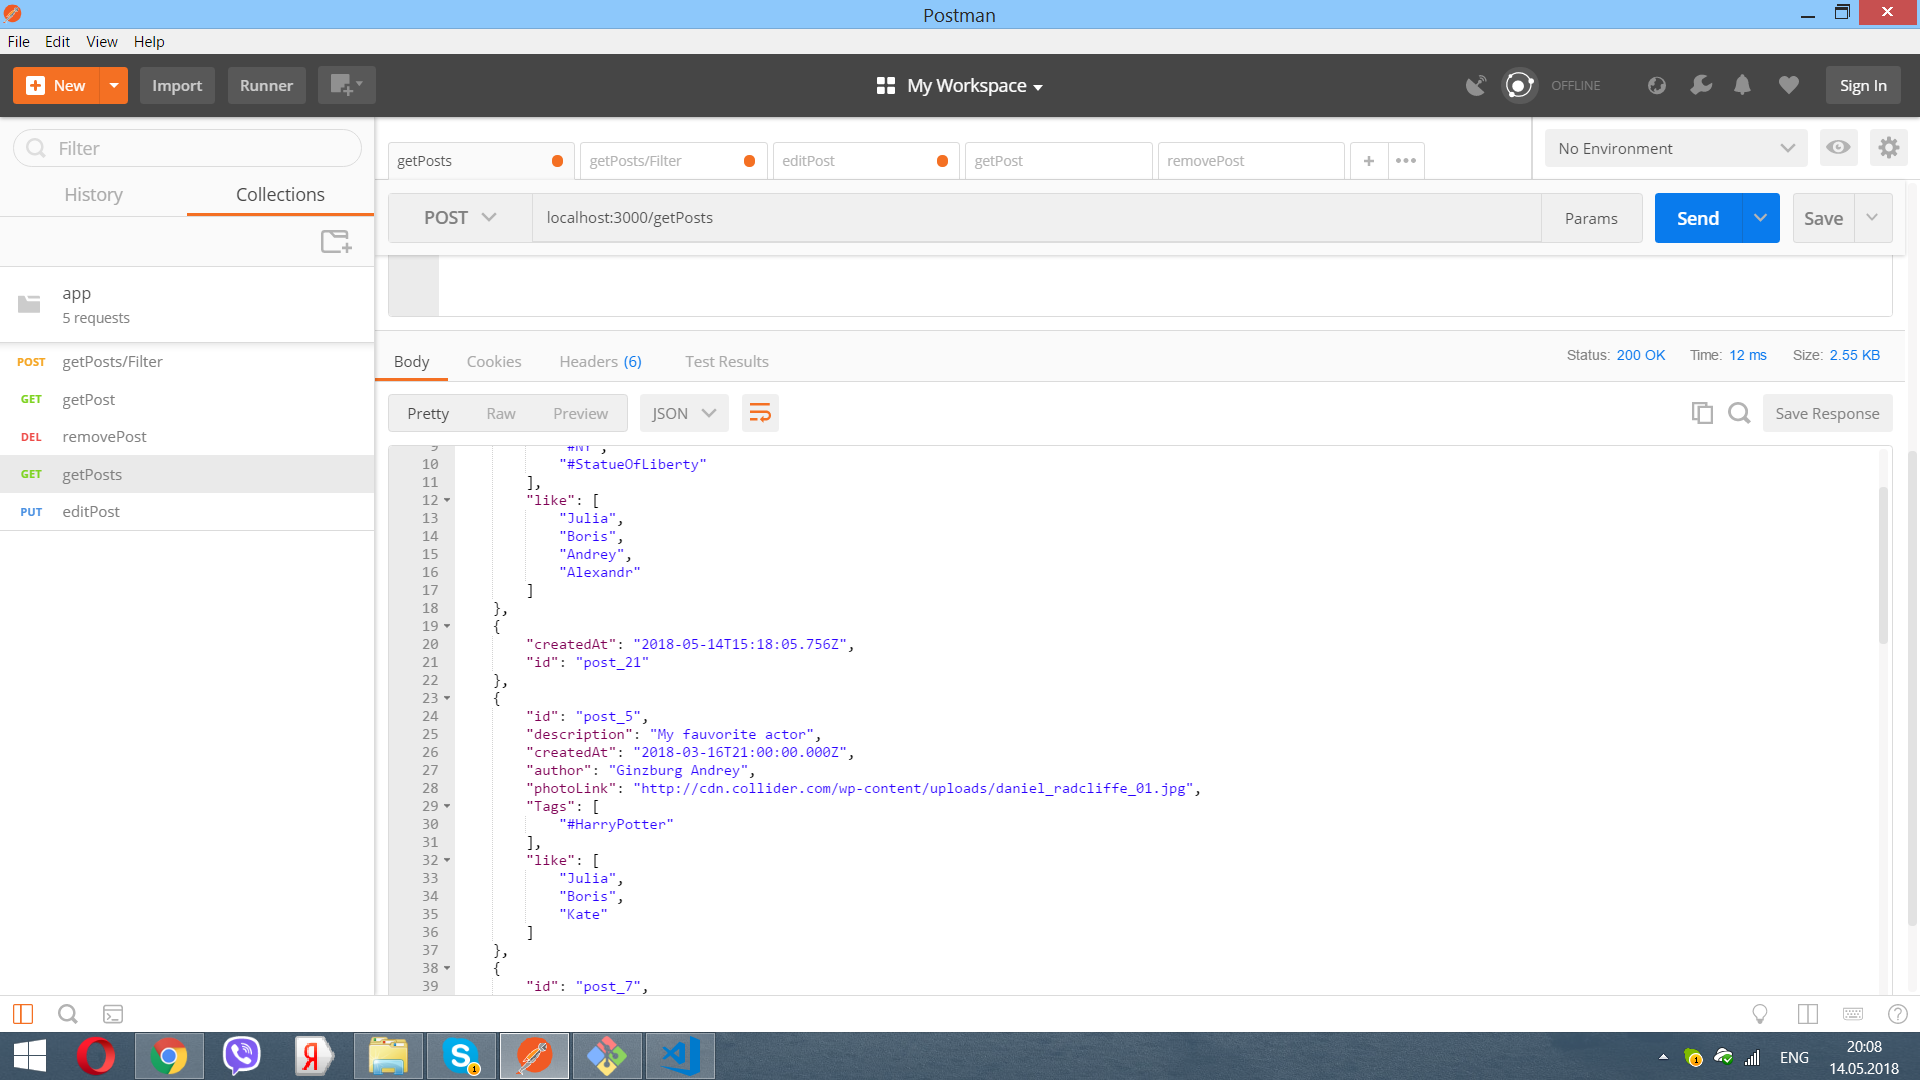 Postman
File Edit View Help
New Import Runner My Workspace OFFLINE Sign In
Filter
History Collections
app
5 requests
POST getPosts/Filter
GET getPost
DEL removePost
GET getPosts
PUT editPost
getPosts getPosts/Filter editPost getPost removePost + •••
No Environment
POST localhost:3000/getPosts Params Send Save
Body Cookies Headers (6) Test Results Status: 200 OK Time: 12 ms Size: 2.55 KB
Pretty Raw Preview JSON Save Response
9 "#NY",
10 "#StatueOfLiberty"
11 ],
12 "like": [
13 "Julia",
14 "Boris",
15 "Andrey",
16 "Alexandr"
17 ]
18 },
19 {
20 "createdAt": "2018-05-14T15:18:05.756Z",
21 "id": "post_21"
22 },
23 {
24 "id": "post_5",
25 "description": "My fauvorite actor",
26 "createdAt": "2018-03-16T21:00:00.000Z",
27 "author": "Ginzburg Andrey",
28 "photoLink": "http://cdn.collider.com/wp-content/uploads/daniel_radcliffe_01.jpg",
29 "Tags": [
30 "#HarryPotter"
31 ],
32 "like": [
33 "Julia",
34 "Boris",
35 "Kate"
36 ]
37 },
38 {
39 "id": "post_7",
ENG
20:08
14.05.2018